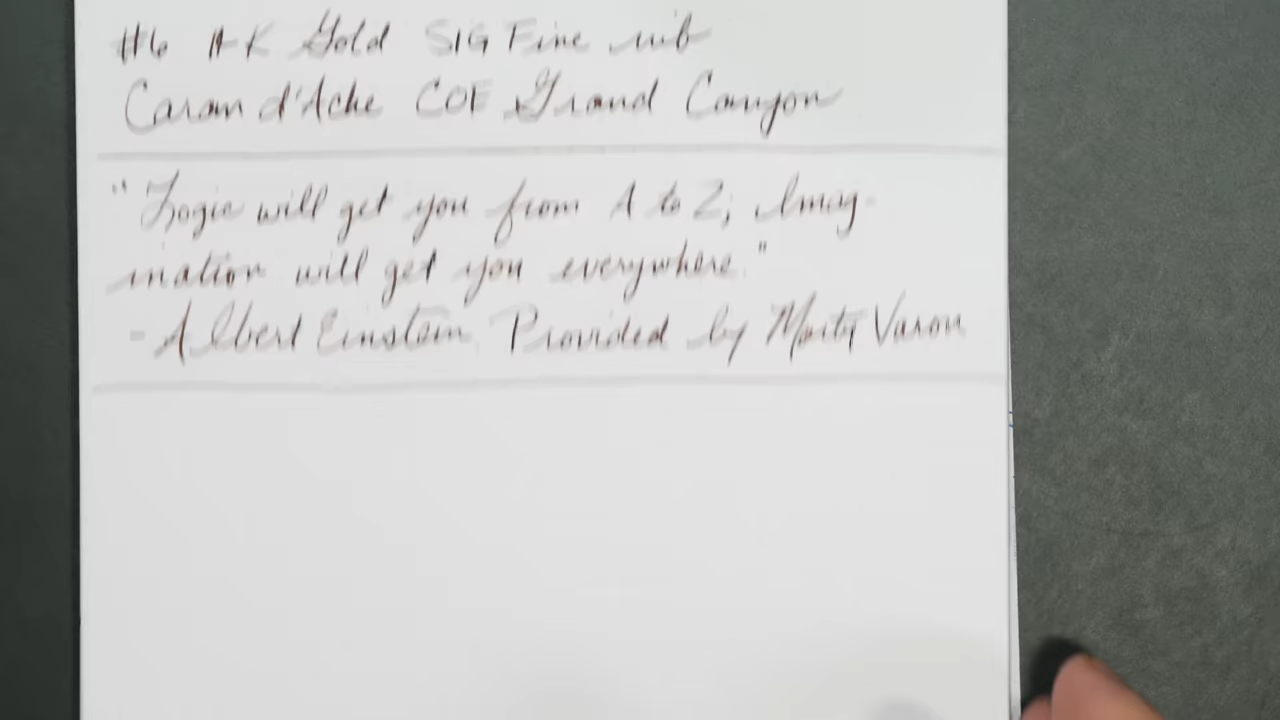 #6 14K Gold SIG Fine nib
Caran d'Ache COE Grand Canyon
"Logic will get you from A to Z; Imag-
ination will get you everywhere."
- Albert Einstein Provided by Marty Varon